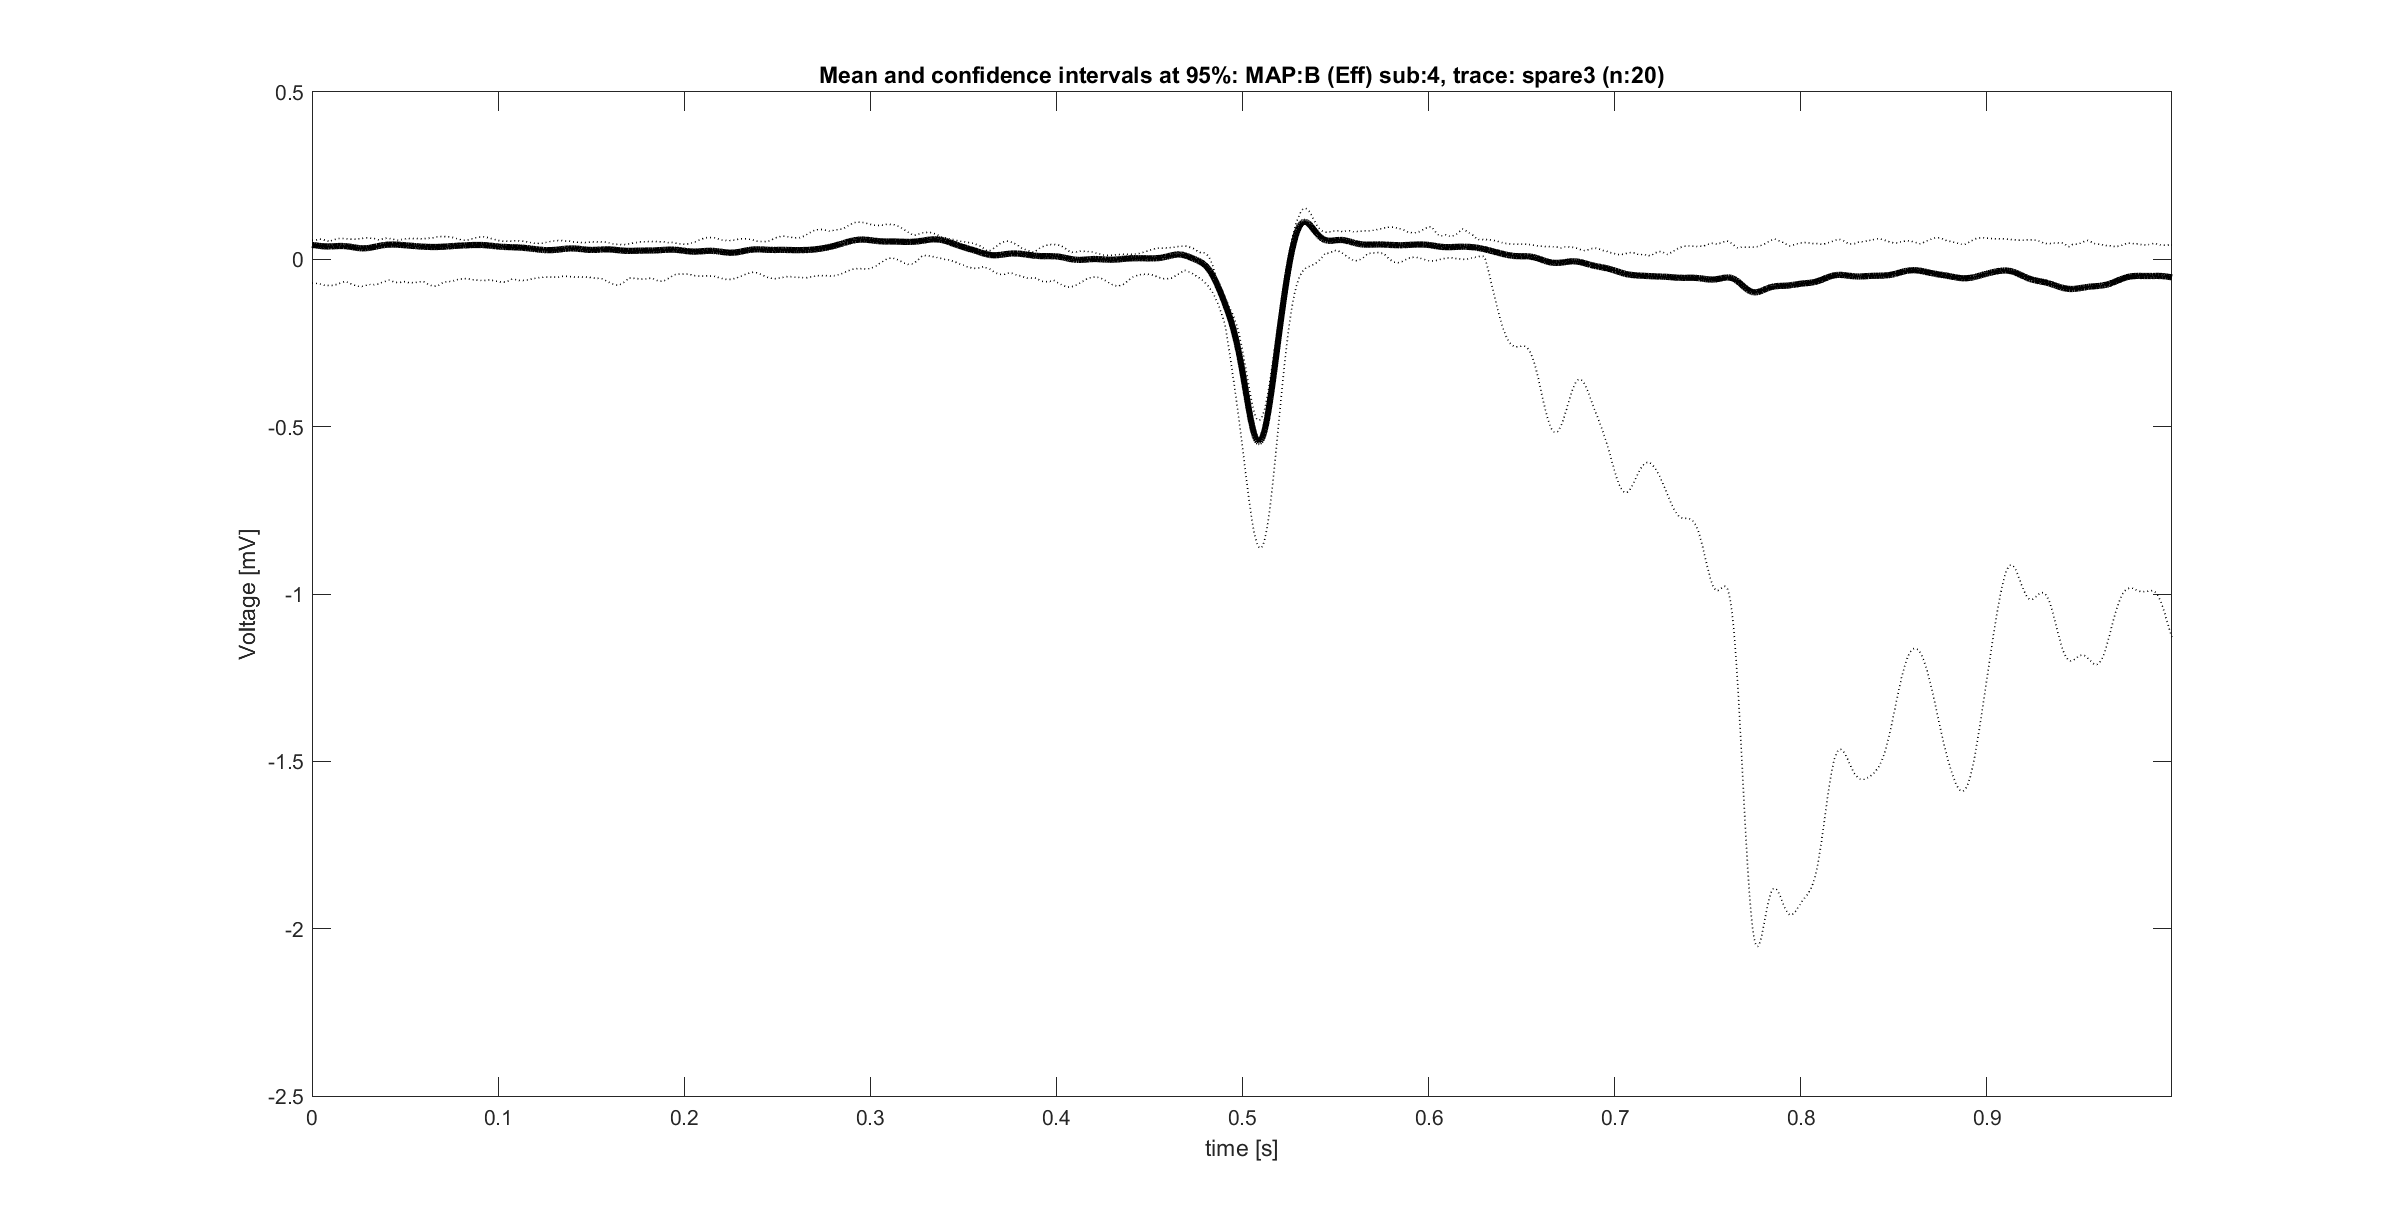 Mean and confidence intervals at 95%: MAP:B (Eff) sub:4, trace: spare3 (n:20)
0.5
0
-0.5
-1
-1.5
-2
-2.5
Voltage [mV]
0 0.1 0.2 0.3 0.4 0.5 0.6 0.7 0.8 0.9
time [s]